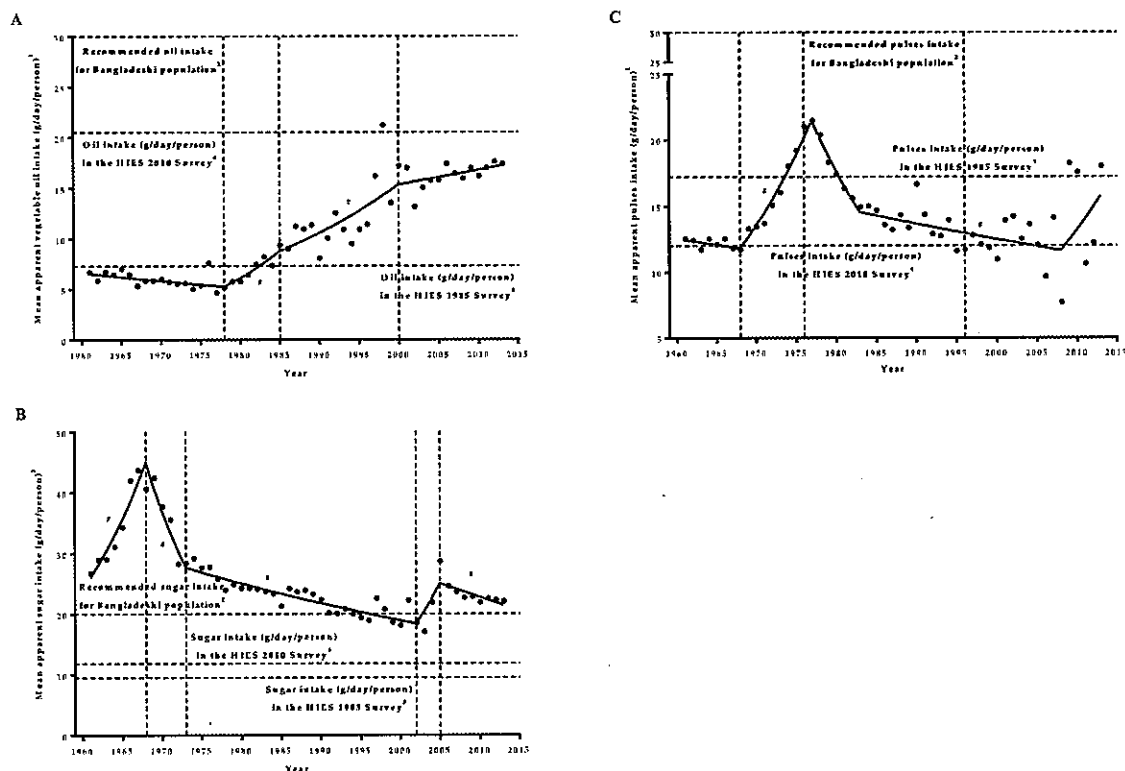 A
Mean apparent vegetable oil intake (g/day/person)
30
25
20
15
10
5
0
Recommended oil intake
for Bangladeshi population
Oil intake (g/day/person)
In the HIES 2010 Survey
Oil intake (g/day/person)
In the HIES 1985 Survey
1960 1965 1970 1975 1980 1985 1990 1995 2000 2005 2010 2015
Year
B
Mean apparent sugar intake (g/day/person)
50
40
30
20
10
0
Recommended sugar intake
for Bangladeshi population
Sugar intake (g/day/person)
In the HIES 2010 Survey
Sugar intake (g/day/person)
In the HIES 1985 Survey
1960 1965 1970 1975 1980 1985 1990 1995 2000 2005 2010 2015
Year
C
Mean apparent pulses intake (g/day/person)
50
25
25
20
15
10
5
Recommended pulses intake
for Bangladeshi population
Pulses intake (g/day/person)
In the HIES 1985 Survey
Pulses intake (g/day/person)
In the HIES 2010 Survey
1960 1965 1970 1975 1980 1985 1990 1995 2000 2005 2010 2015
Year